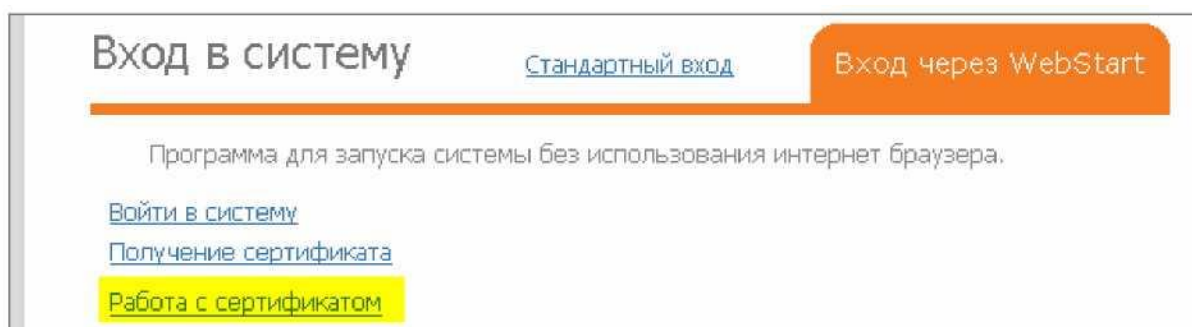 Вход в систему Стандартный вход Вход через WebStart
Программа для запуска системы без использования интернет браузера.
Войти в систему
Получение сертификата
Работа с сертификатом